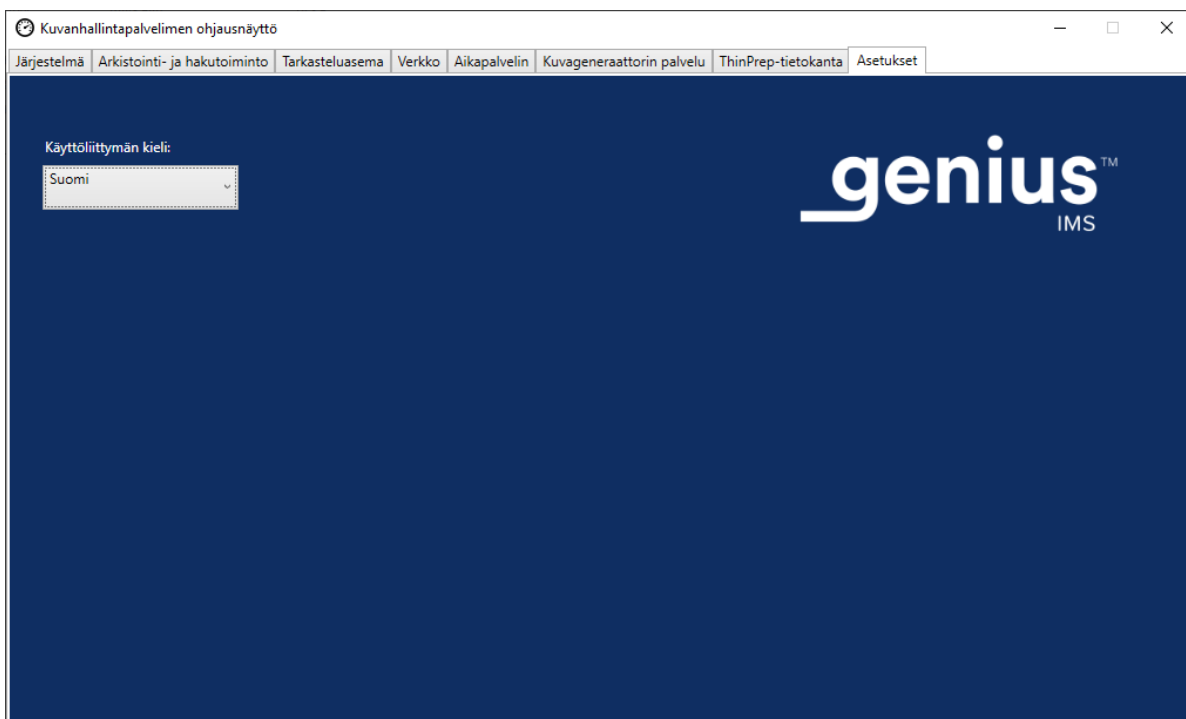 Kuvanhallintapalvelimen ohjausnäyttö
Järjestelmä Arkistointi- ja hakutoiminto Tarkasteluasema Verkko Aikapalvelin Kuvageneraattorin palvelu ThinPrep-tietokanta Asetukset
Käyttöliittymän kieli:
Suomi
genius™
IMS